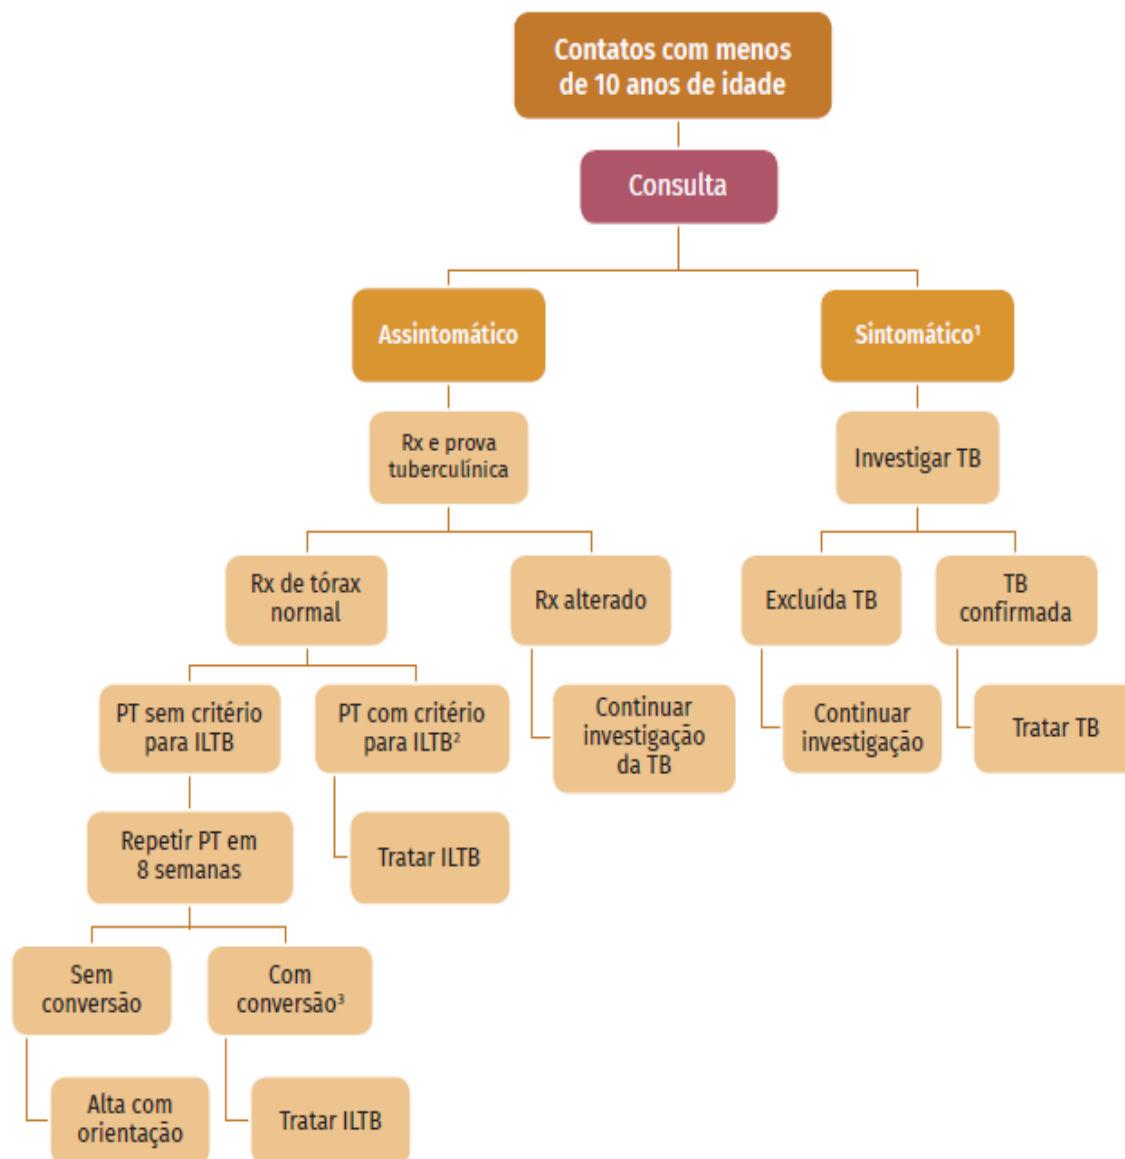 Contatos com menos
de 10 anos de idade
Consulta
Assintomático
Sintomático¹
Rx e prova
tuberculínica
Investigar TB
Rx de tórax
normal
Rx alterado
Excluída TB
TB
confirmada
PT sem critério
para ILTB
PT com critério
para ILTB²
Continuar
investigação
da TB
Continuar
investigação
Tratar TB
Repetir PT em
8 semanas
Tratar ILTB
Sem
conversão
Com
conversão³
Alta com
orientação
Tratar ILTB